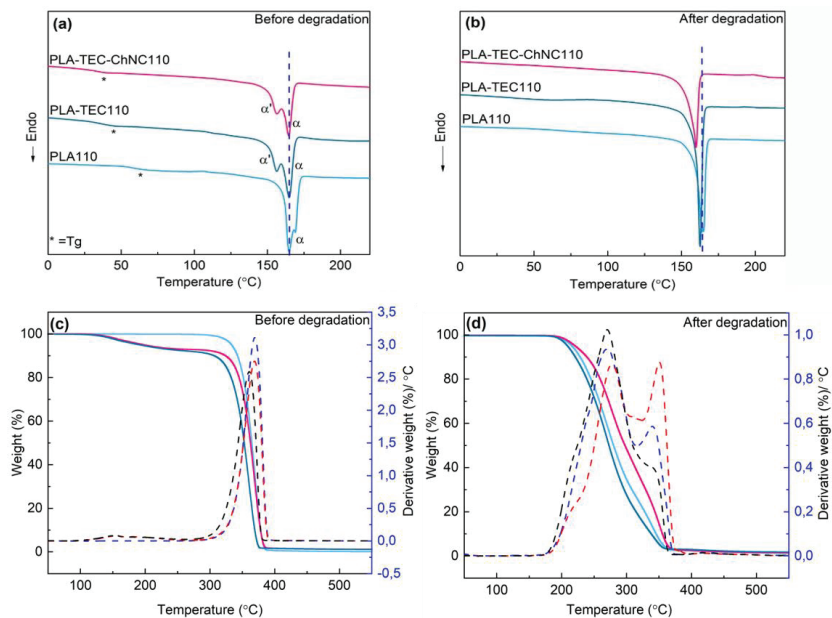 (a)
Before degradation
PLA-TEC-ChNC110
*
α'
α
PLA-TEC110
*
α'
α
PLA110
*
α
* =Tg
Endo
0 50 100 150 200
Temperature (°C)
(b)
After degradation
PLA-TEC-ChNC110
PLA-TEC110
PLA110
Endo
0 50 100 150 200
Temperature (°C)
(c)
Before degradation
100
80
60
40
20
0
Weight (%)
3,5
3,0
2,5
2,0
1,5
1,0
0,5
0,0
-0,5
Derivative weight (%)/ °C
100 200 300 400 500
Temperature (°C)
(d)
After degradation
100
80
60
40
20
0
Weight (%)
1,0
0,8
0,6
0,4
0,2
0,0
Derivative weight (%)/ °C
100 200 300 400 500
Temperature (°C)